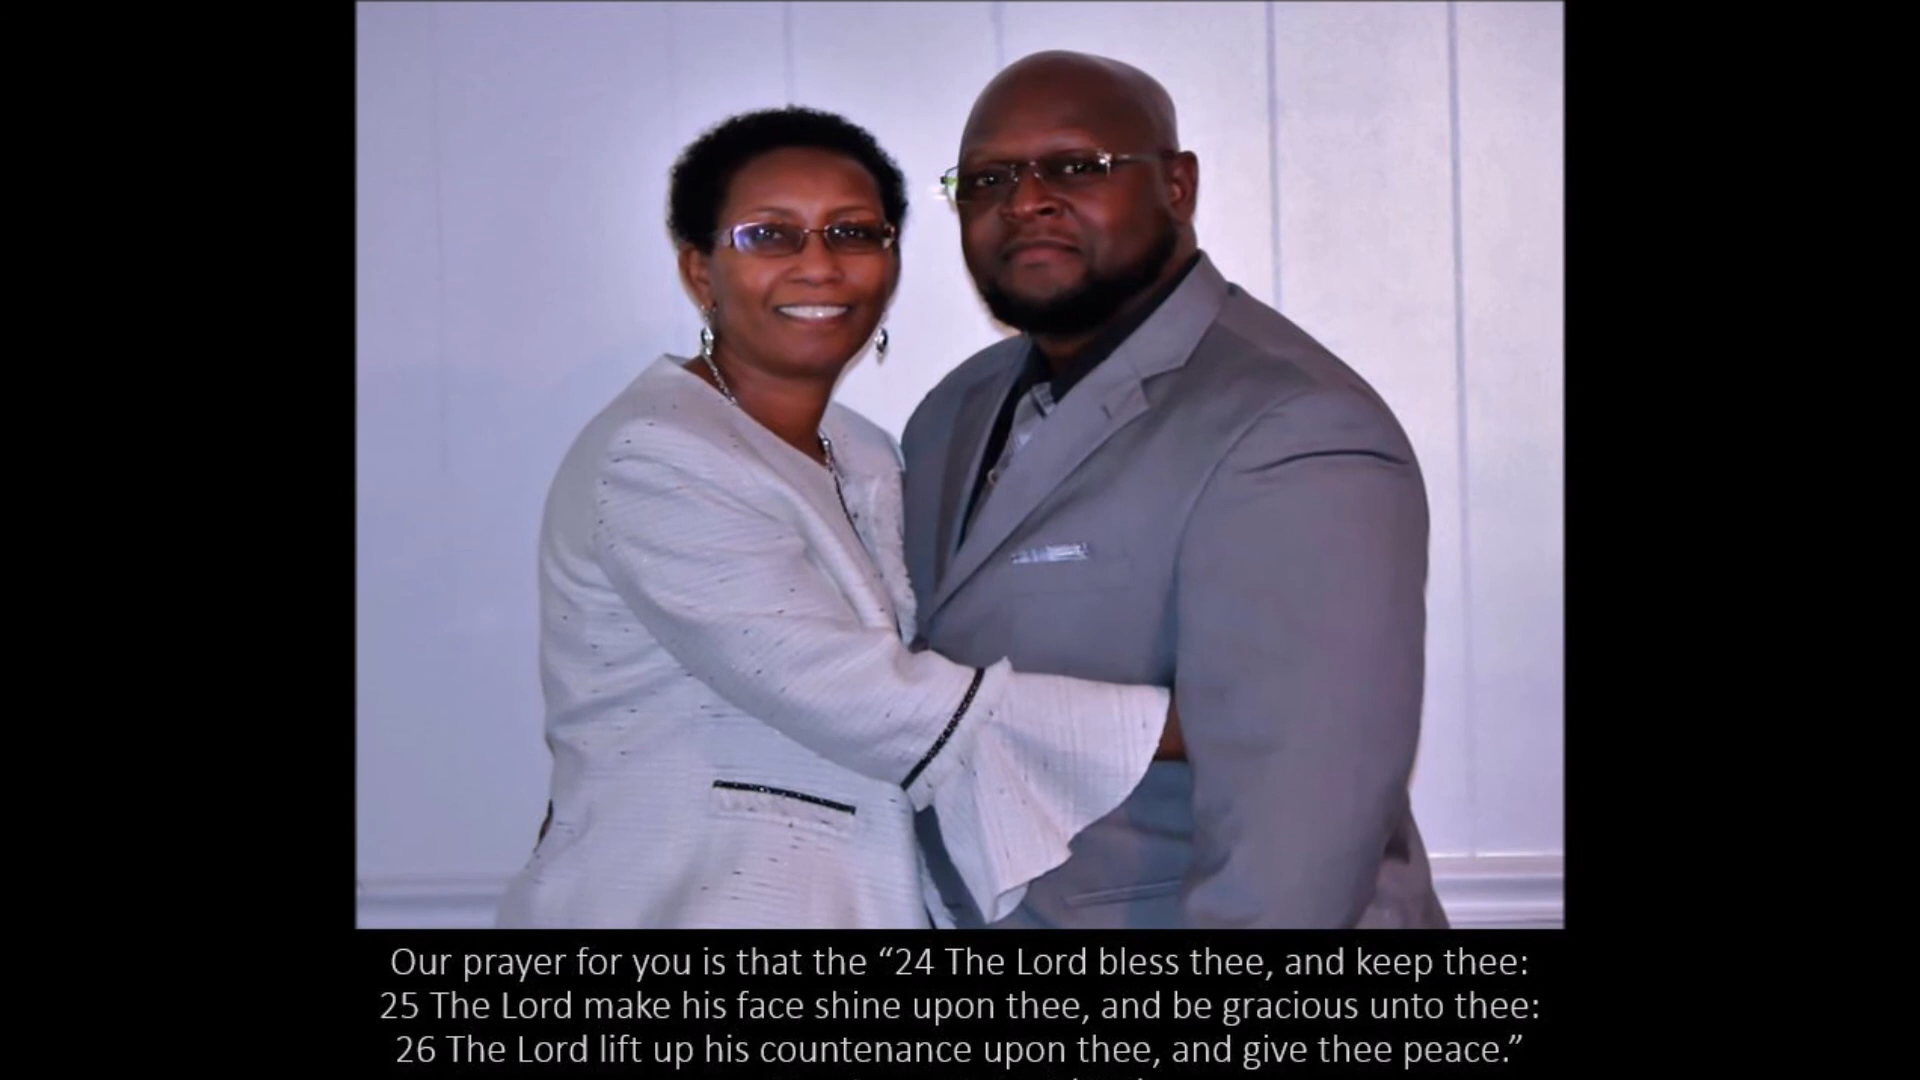 Our prayer for you is that the “24 The Lord bless thee, and keep thee:
25 The Lord make his face shine upon thee, and be gracious unto thee:
26 The Lord lift up his countenance upon thee, and give thee peace.”